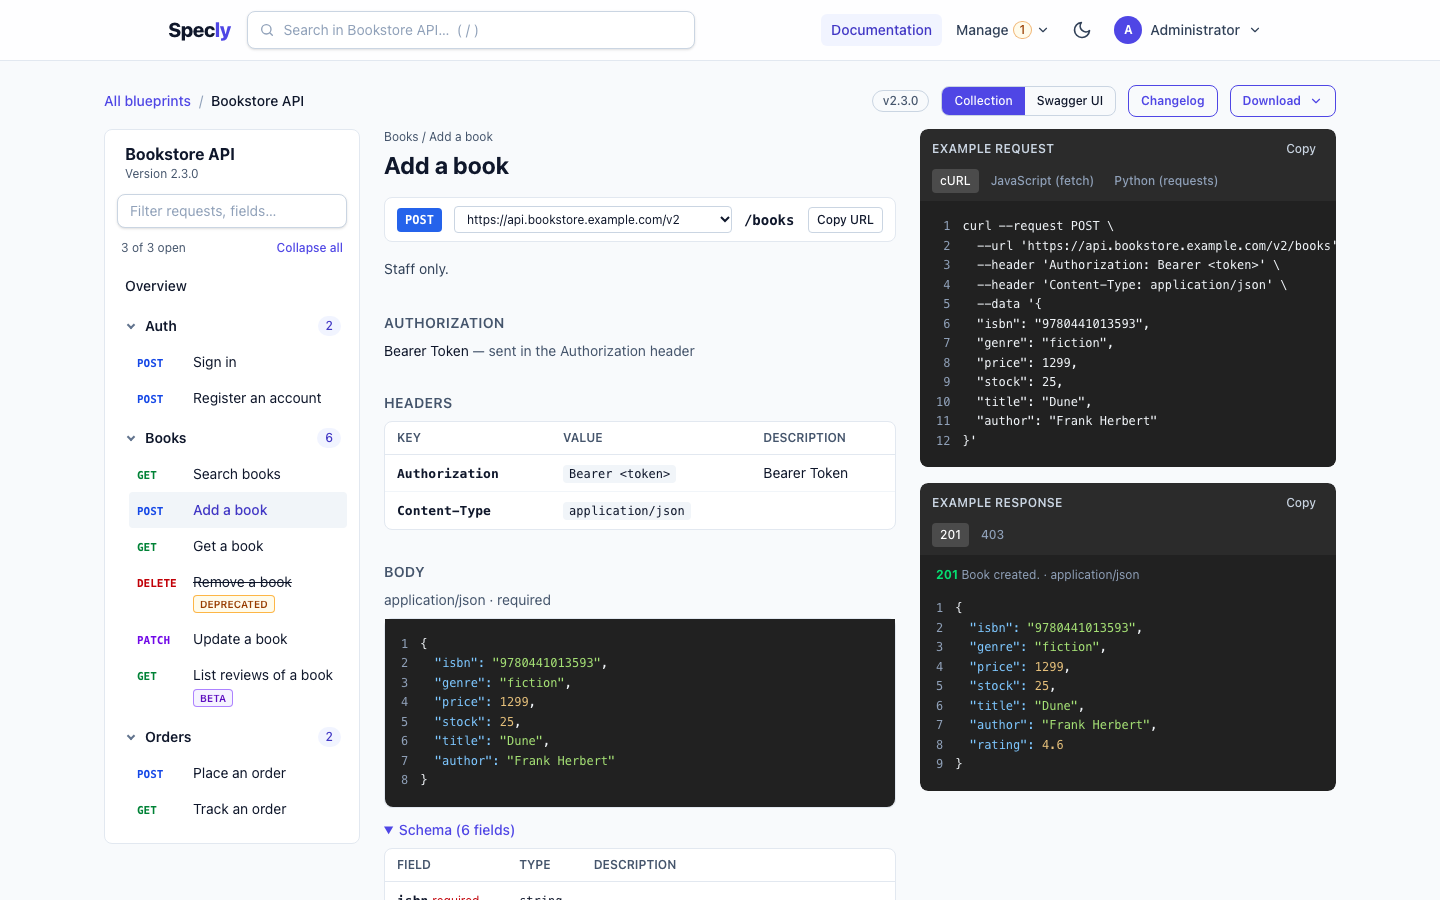 Specly
Search in Bookstore API... ( / )
Documentation
Manage 1
A Administrator
All blueprints / Bookstore API
v2.3.0
Collection
Swagger UI
Changelog
Download
Bookstore API
Version 2.3.0
Filter requests, fields...
3 of 3 open
Collapse all
Overview
Auth 2
POST Sign in
POST Register an account
Books 6
GET Search books
POST Add a book
GET Get a book
DELETE Remove a book
DEPRECATED
PATCH Update a book
GET List reviews of a book
BETA
Orders 2
POST Place an order
GET Track an order
Books / Add a book
Add a book
POST https://api.bookstore.example.com/v2 /books Copy URL
Staff only.
AUTHORIZATION
Bearer Token — sent in the Authorization header
HEADERS
KEY VALUE DESCRIPTION
Authorization Bearer <token> Bearer Token
Content-Type application/json
BODY
application/json · required
1 {
2 "isbn": "9780441013593",
3 "genre": "fiction",
4 "price": 1299,
5 "stock": 25,
6 "title": "Dune",
7 "author": "Frank Herbert"
8 }
▼ Schema (6 fields)
FIELD TYPE DESCRIPTION
isbn required string
EXAMPLE REQUEST Copy
cURL JavaScript (fetch) Python (requests)
1 curl --request POST \
2 --url 'https://api.bookstore.example.com/v2/books'
3 --header 'Authorization: Bearer <token>' \
4 --header 'Content-Type: application/json' \
5 --data '{
6 "isbn": "9780441013593",
7 "genre": "fiction",
8 "price": 1299,
9 "stock": 25,
10 "title": "Dune",
11 "author": "Frank Herbert"
12 }'
EXAMPLE RESPONSE Copy
201 403
201 Book created. · application/json
1 {
2 "isbn": "9780441013593",
3 "genre": "fiction",
4 "price": 1299,
5 "stock": 25,
6 "title": "Dune",
7 "author": "Frank Herbert",
8 "rating": 4.6
9 }